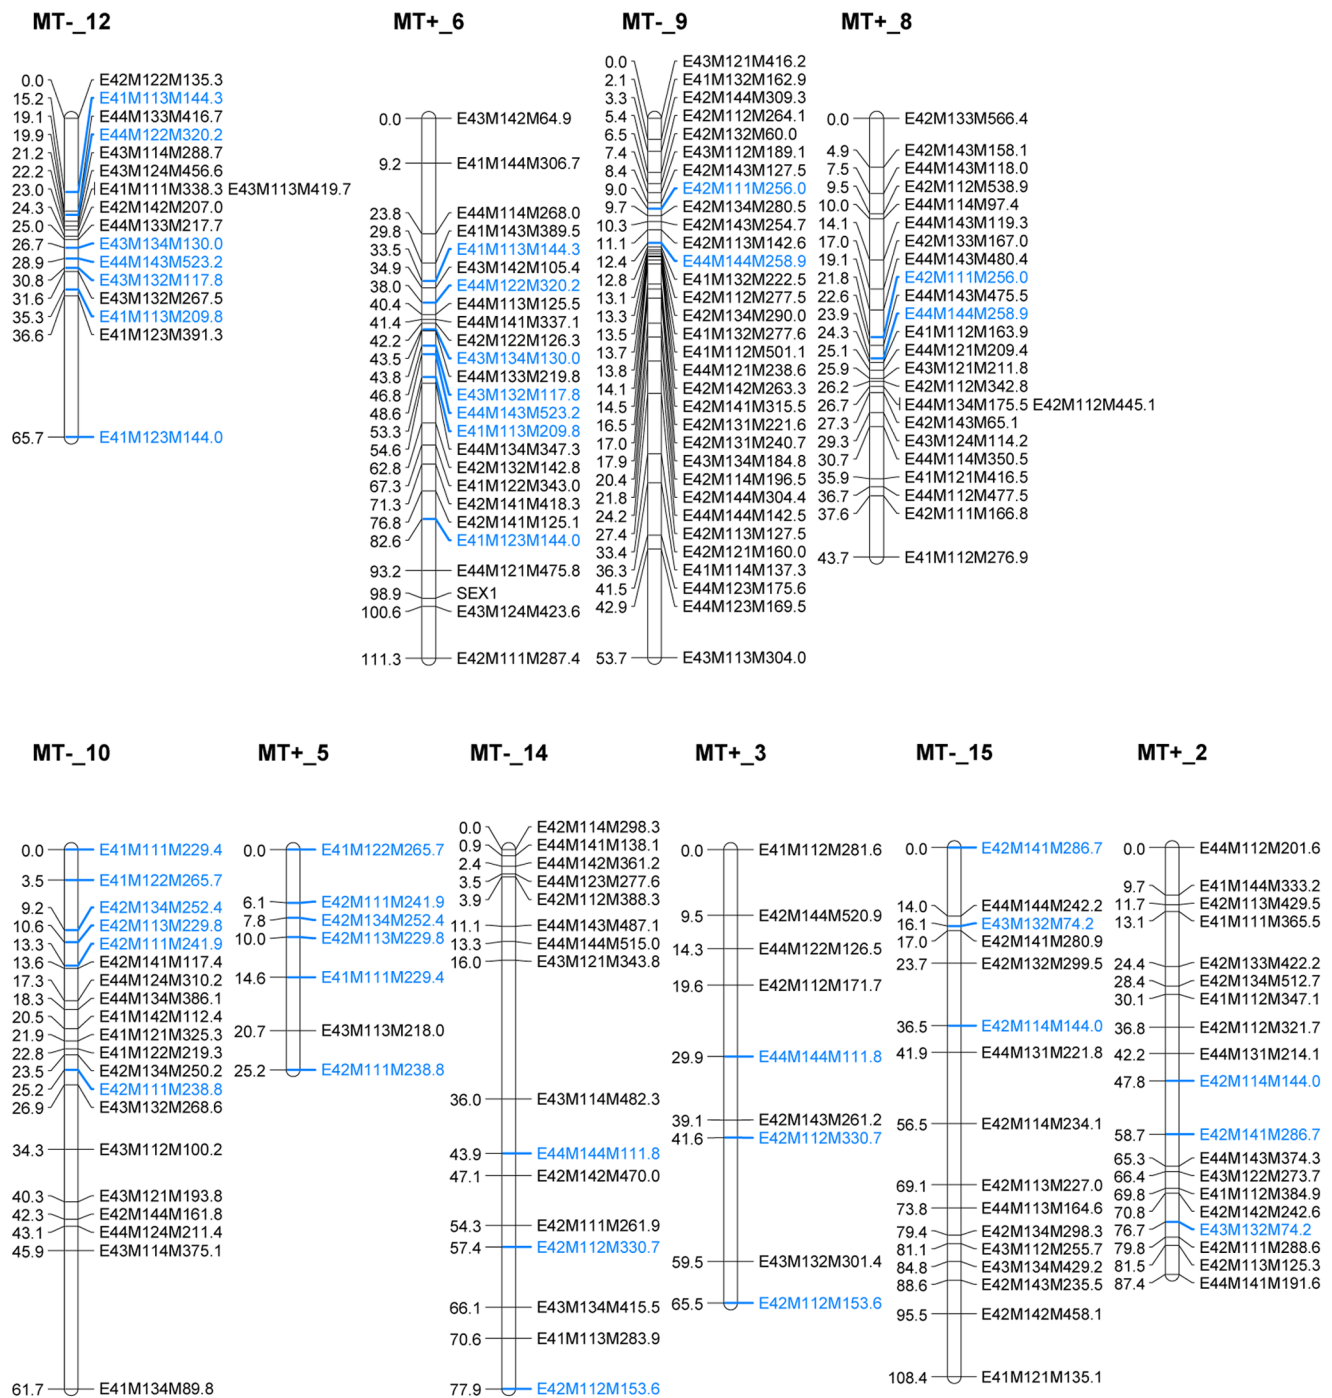 MT-_12
0.0 E42M122M135.3
15.2 E41M113M144.3
19.1 E44M133M416.7
19.9 E44M122M320.2
21.2 E43M114M288.7
22.2 E43M124M456.6
23.0 E41M111M338.3 E43M113M419.7
24.3 E42M142M207.0
25.0 E44M133M217.7
26.7 E43M134M130.0
28.9 E44M143M523.2
30.8 E43M132M117.8
31.6 E43M132M267.5
35.3 E41M113M209.8
36.6 E41M123M391.3
65.7 E41M123M144.0
MT+_6
0.0 E43M142M64.9
9.2 E41M144M306.7
23.8 E44M114M268.0
29.8 E41M143M389.5
33.5 E41M113M144.3
34.9 E43M142M105.4
38.0 E44M122M320.2
40.4 E44M113M125.5
41.4 E44M141M337.1
42.2 E42M122M126.3
43.5 E43M134M130.0
43.8 E44M133M219.8
46.8 E43M132M117.8
48.6 E44M143M523.2
53.3 E41M113M209.8
54.6 E44M134M347.3
62.8 E42M132M142.8
67.3 E41M122M343.0
71.3 E42M141M418.3
76.8 E42M141M125.1
82.6 E41M123M144.0
93.2 E44M121M475.8
98.9 SEX1
100.6 E43M124M423.6
111.3 E42M111M287.4
MT-_9
0.0 E43M121M416.2
2.1 E41M132M162.9
3.3 E42M144M309.3
5.4 E42M112M264.1
6.5 E42M132M60.0
7.4 E43M112M189.1
8.4 E42M143M127.5
9.0 E42M111M256.0
9.7 E42M134M280.5
10.3 E42M143M254.7
11.1 E42M113M142.6
12.4 E44M144M258.9
12.8 E41M132M222.5
13.1 E42M112M277.5
13.3 E42M134M290.0
13.5 E41M132M277.6
13.7 E41M112M501.1
13.8 E44M121M238.6
14.1 E42M142M263.3
14.5 E42M141M315.5
16.5 E42M131M221.6
17.0 E42M131M240.7
17.9 E43M134M184.8
20.4 E42M114M196.5
21.8 E42M144M304.4
24.2 E44M144M142.5
27.4 E42M113M127.5
33.4 E42M121M160.0
36.3 E41M114M137.3
41.5 E44M123M175.6
42.9 E44M123M169.5
53.7 E43M113M304.0
MT+_8
0.0 E42M133M566.4
4.9 E42M143M158.1
7.5 E44M143M118.0
9.5 E42M112M538.9
10.0 E44M114M97.4
14.1 E44M143M119.3
17.0 E42M133M167.0
19.1 E44M143M480.4
21.8 E42M111M256.0
22.6 E44M143M475.5
23.9 E44M144M258.9
24.3 E41M112M163.9
25.1 E44M121M209.4
25.9 E43M121M211.8
26.2 E42M112M342.8
26.7 E44M134M175.5 E42M112M445.1
27.3 E42M143M65.1
29.3 E43M124M114.2
30.7 E44M114M350.5
35.9 E41M121M416.5
36.7 E44M112M477.5
37.6 E42M111M166.8
43.7 E41M112M276.9
MT-_10
0.0 E41M111M229.4
3.5 E41M122M265.7
9.2 E42M134M252.4
10.6 E42M113M229.8
13.3 E42M111M241.9
13.6 E42M141M117.4
17.3 E44M124M310.2
18.3 E44M134M386.1
20.5 E41M142M112.4
21.9 E41M121M325.3
22.8 E41M122M219.3
23.5 E42M134M250.2
25.2 E42M111M238.8
26.9 E43M132M268.6
34.3 E43M112M100.2
40.3 E43M121M193.8
42.3 E42M144M161.8
43.1 E44M124M211.4
45.9 E43M114M375.1
61.7 E41M134M89.8
MT+_5
0.0 E41M122M265.7
6.1 E42M111M241.9
7.8 E42M134M252.4
10.0 E42M113M229.8
14.6 E41M111M229.4
20.7 E43M113M218.0
25.2 E42M111M238.8
MT-_14
0.0 E42M114M298.3
0.9 E44M141M138.1
2.4 E44M142M361.2
3.5 E44M123M277.6
3.9 E42M112M388.3
11.1 E44M143M487.1
13.3 E44M144M515.0
16.0 E43M121M343.8
36.0 E43M114M482.3
43.9 E44M144M111.8
47.1 E42M142M470.0
54.3 E42M111M261.9
57.4 E42M112M330.7
66.1 E43M134M415.5
70.6 E41M113M283.9
77.9 E42M112M153.6
MT+_3
0.0 E41M112M281.6
9.5 E42M144M520.9
14.3 E44M122M126.5
19.6 E42M112M171.7
29.9 E44M144M111.8
39.1 E42M143M261.2
41.6 E42M112M330.7
59.5 E43M132M301.4
65.5 E42M112M153.6
MT-_15
0.0 E42M141M286.7
14.0 E44M144M242.2
16.1 E43M132M74.2
17.0 E42M141M280.9
23.7 E42M132M299.5
36.5 E42M114M144.0
41.9 E44M131M221.8
56.5 E42M114M234.1
69.1 E42M113M227.0
73.8 E44M113M164.6
79.4 E42M134M298.3
81.1 E43M112M255.7
84.8 E43M134M429.2
88.6 E42M143M235.5
95.5 E42M142M458.1
108.4 E41M121M135.1
MT+_2
0.0 E44M112M201.6
9.7 E41M144M333.2
11.7 E42M113M429.5
13.1 E41M111M365.5
24.4 E42M133M422.2
28.4 E42M134M512.7
30.1 E41M112M347.1
36.8 E42M112M321.7
42.2 E44M131M214.1
47.8 E42M114M144.0
58.7 E42M141M286.7
65.3 E44M143M374.3
66.4 E43M122M273.7
69.8 E41M112M384.9
70.8 E42M142M242.6
76.7 E43M132M74.2
79.8 E42M111M288.6
81.5 E42M113M125.3
87.4 E44M141M191.6